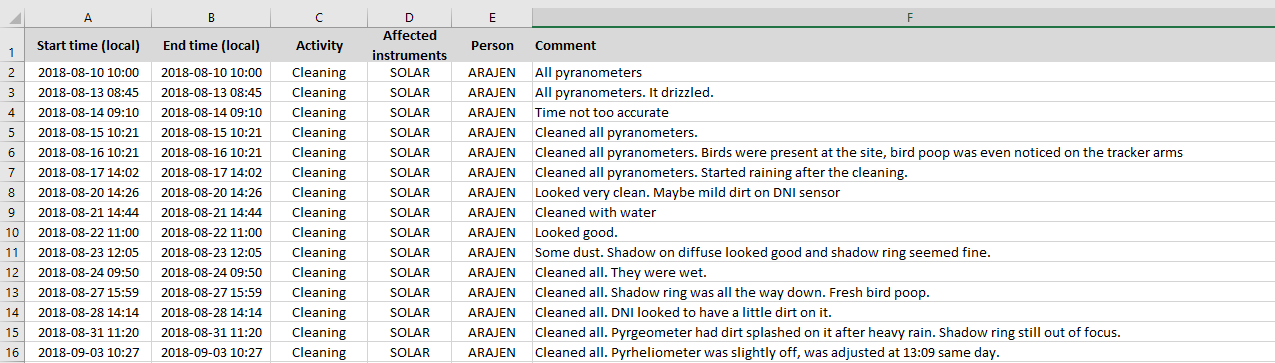 A B C D E F
1 Start time (local) End time (local) Activity Affected instruments Person Comment
2 2018-08-10 10:00 2018-08-10 10:00 Cleaning SOLAR ARAJEN All pyranometers
3 2018-08-13 08:45 2018-08-13 08:45 Cleaning SOLAR ARAJEN All pyranometers. It drizzled.
4 2018-08-14 09:10 2018-08-14 09:10 Cleaning SOLAR ARAJEN Time not too accurate
5 2018-08-15 10:21 2018-08-15 10:21 Cleaning SOLAR ARAJEN Cleaned all pyranometers.
6 2018-08-16 10:21 2018-08-16 10:21 Cleaning SOLAR ARAJEN Cleaned all pyranometers. Birds were present at the site, bird poop was even noticed on the tracker arms
7 2018-08-17 14:02 2018-08-17 14:02 Cleaning SOLAR ARAJEN Cleaned all pyranometers. Started raining after the cleaning.
8 2018-08-20 14:26 2018-08-20 14:26 Cleaning SOLAR ARAJEN Looked very clean. Maybe mild dirt on DNI sensor
9 2018-08-21 14:44 2018-08-21 14:44 Cleaning SOLAR ARAJEN Cleaned with water
10 2018-08-22 11:00 2018-08-22 11:00 Cleaning SOLAR ARAJEN Looked good.
11 2018-08-23 12:05 2018-08-23 12:05 Cleaning SOLAR ARAJEN Some dust. Shadow on diffuse looked good and shadow ring seemed fine.
12 2018-08-24 09:50 2018-08-24 09:50 Cleaning SOLAR ARAJEN Cleaned all. They were wet.
13 2018-08-27 15:59 2018-08-27 15:59 Cleaning SOLAR ARAJEN Cleaned all. Shadow ring was all the way down. Fresh bird poop.
14 2018-08-28 14:14 2018-08-28 14:14 Cleaning SOLAR ARAJEN Cleaned all. DNI looked to have a little dirt on it.
15 2018-08-31 11:20 2018-08-31 11:20 Cleaning SOLAR ARAJEN Cleaned all. Pyrgeometer had dirt splashed on it after heavy rain. Shadow ring still out of focus.
16 2018-09-03 10:27 2018-09-03 10:27 Cleaning SOLAR ARAJEN Cleaned all. Pyrheliometer was slightly off, was adjusted at 13:09 same day.